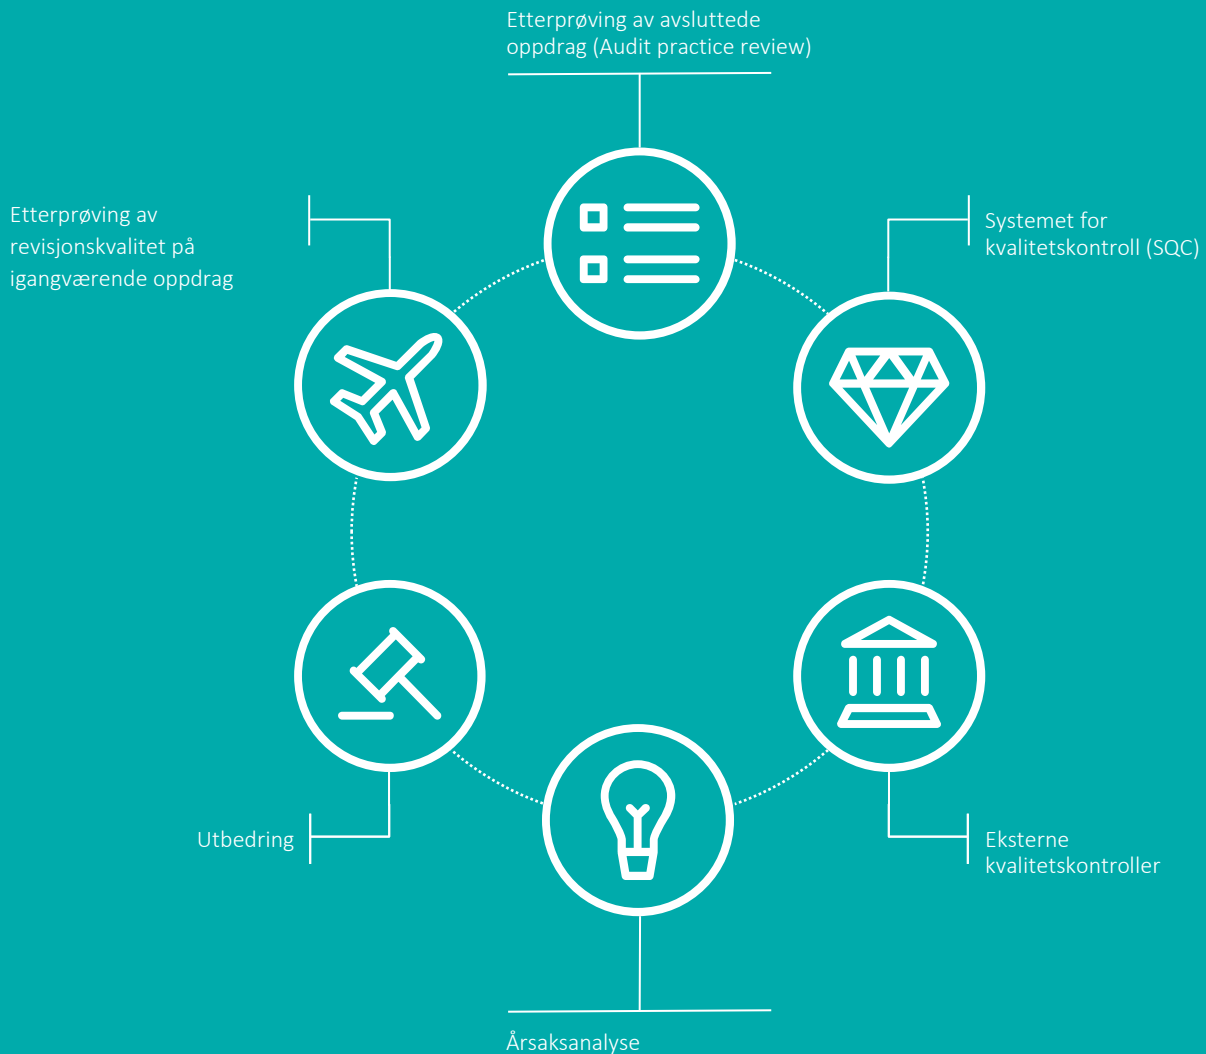 Etterprøving av avsluttede
oppdrag (Audit practice review)
Etterprøving av
revisjonskvalitet på
igangværende oppdrag
Systemet for
kvalitetskontroll (SQC)
Utbedring
Eksterne
kvalitetskontroller
Årsaksanalyse